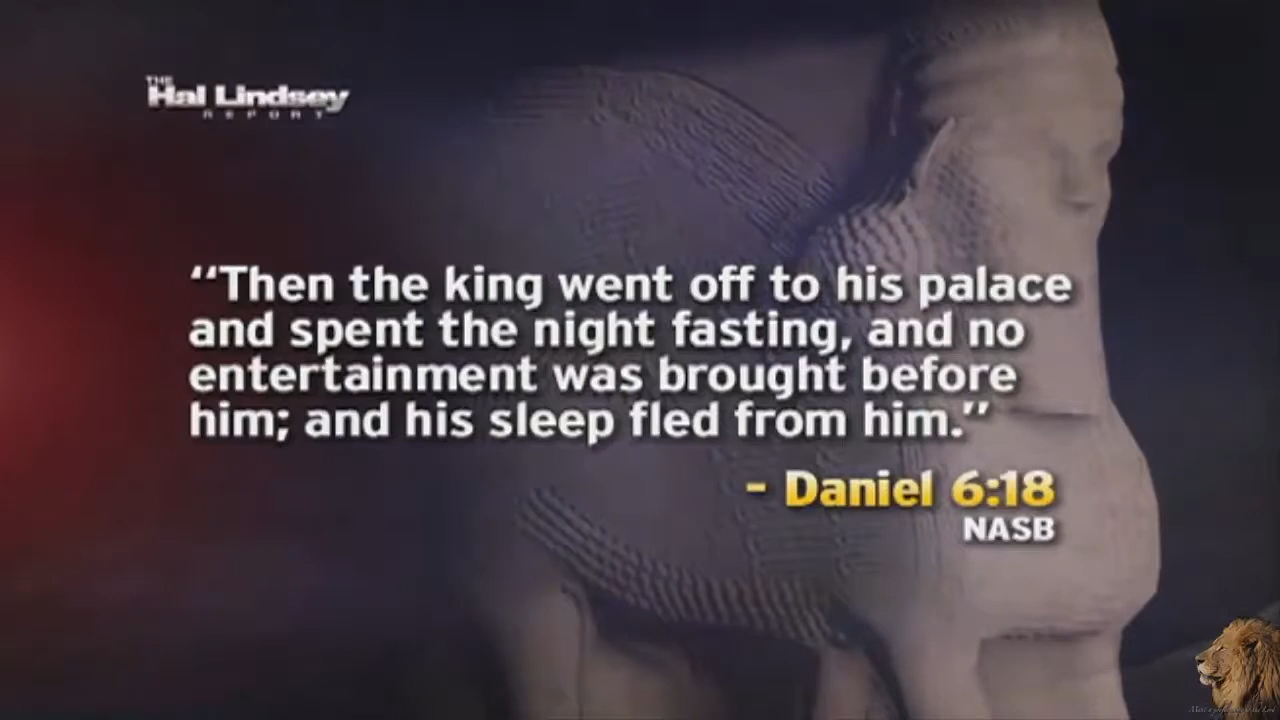 THE
Hal Lindsey
REPORT
“Then the king went off to his palace
and spent the night fasting, and no
entertainment was brought before
him; and his sleep fled from him.”
- Daniel 6:18
NASB